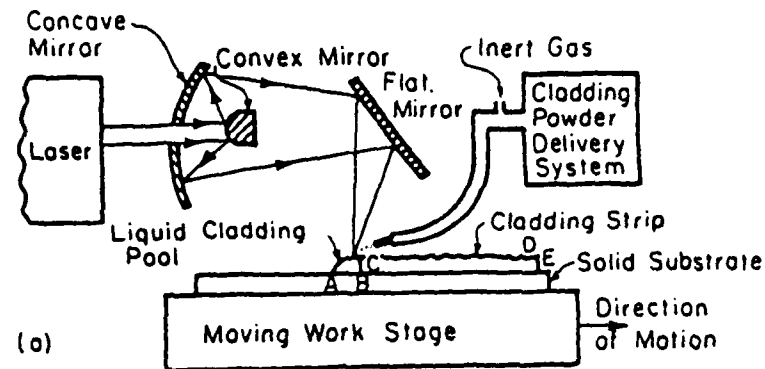 Concave
Mirror
Convex Mirror
Flat.
Mirror
Inert Gas
Cladding
Powder
Delivery
System
Laser
Liquid Cladding
Pool
Cladding Strip
C
D
E
Solid Substrate
Moving Work Stage
Direction
of Motion
(a)